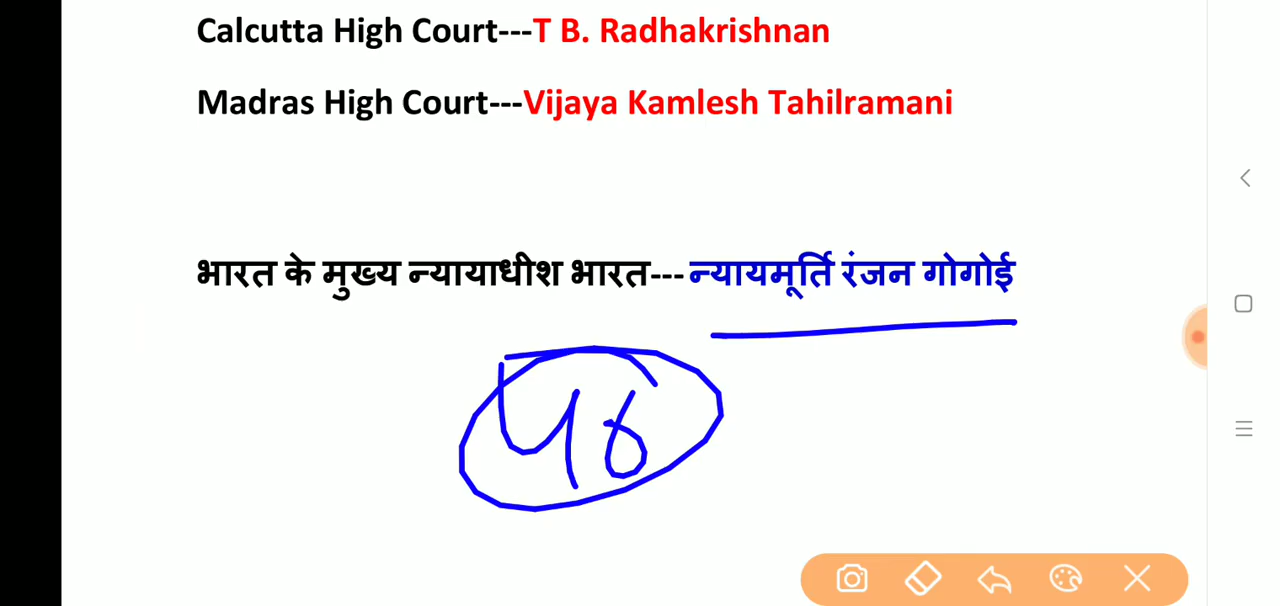 Calcutta High Court---T B. Radhakrishnan
Madras High Court---Vijaya Kamlesh Tahilramani
भारत के मुख्य न्यायाधीश भारत---न्यायमूर्ति रंजन गोगोई
46